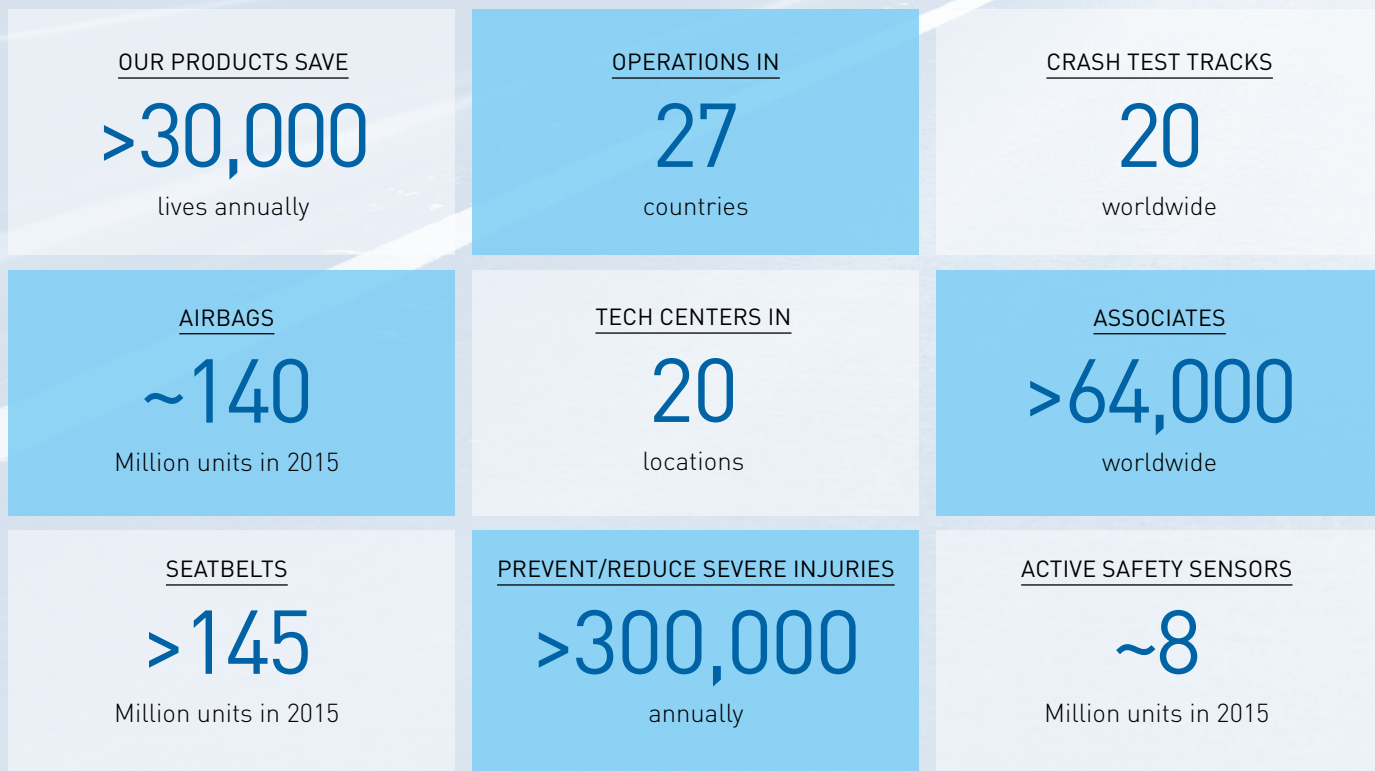 OUR PRODUCTS SAVE
>30,000
lives annually
OPERATIONS IN
27
countries
CRASH TEST TRACKS
20
worldwide
AIRBAGS
~140
Million units in 2015
TECH CENTERS IN
20
locations
ASSOCIATES
>64,000
worldwide
SEATBELTS
>145
Million units in 2015
PREVENT/REDUCE SEVERE INJURIES
>300,000
annually
ACTIVE SAFETY SENSORS
~8
Million units in 2015